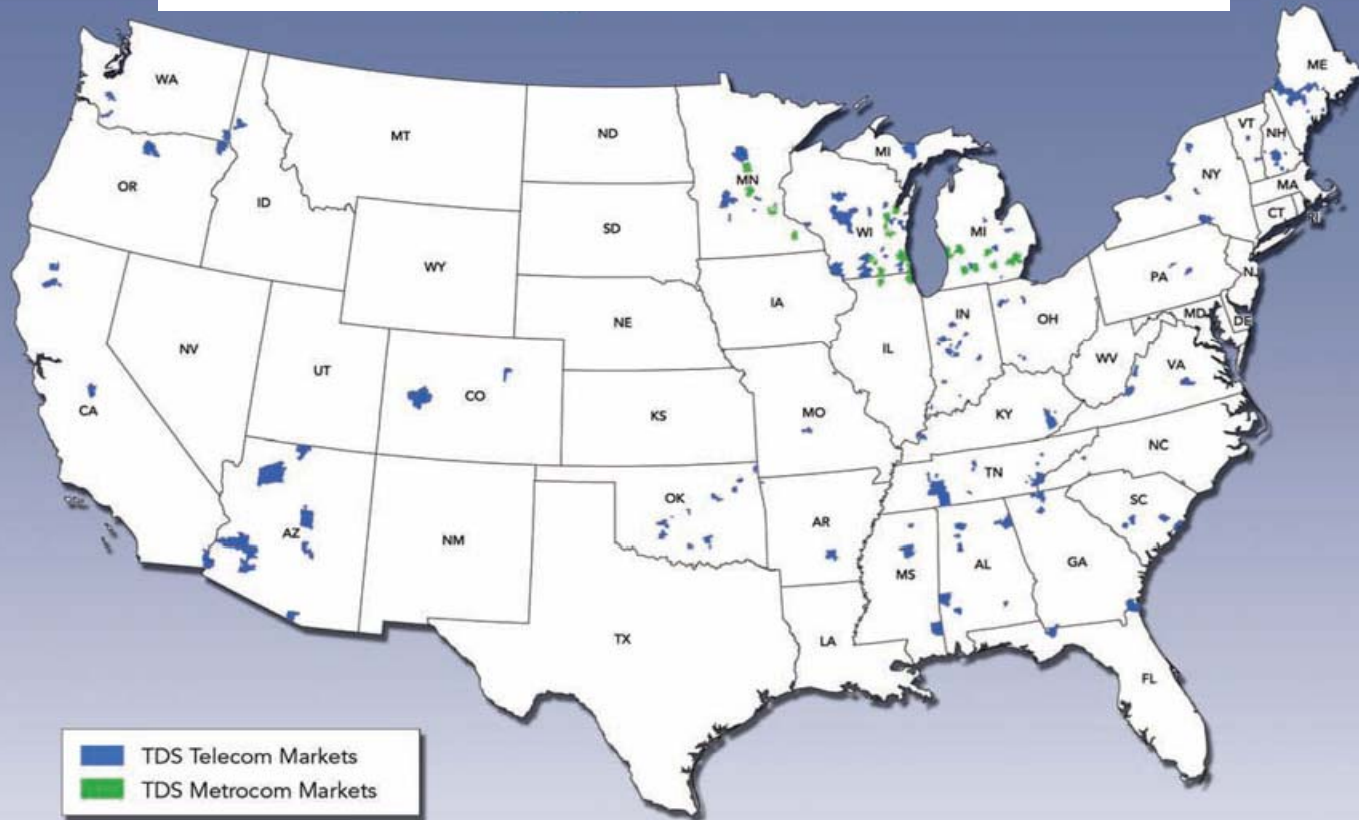 WA
ME
MT
ND
VT
NH
MN
MI
NY
OR
MA
ID
SD
WI
MI
CT
RI
WY
PA
NJ
IA
NE
IN
OH
MD
DE
NV
IL
UT
WV
VA
CO
CA
KS
MO
KY
NC
TN
OK
SC
AR
AZ
NM
GA
MS
AL
TX
LA
FL
TDS Telecom Markets
TDS Metrocom Markets